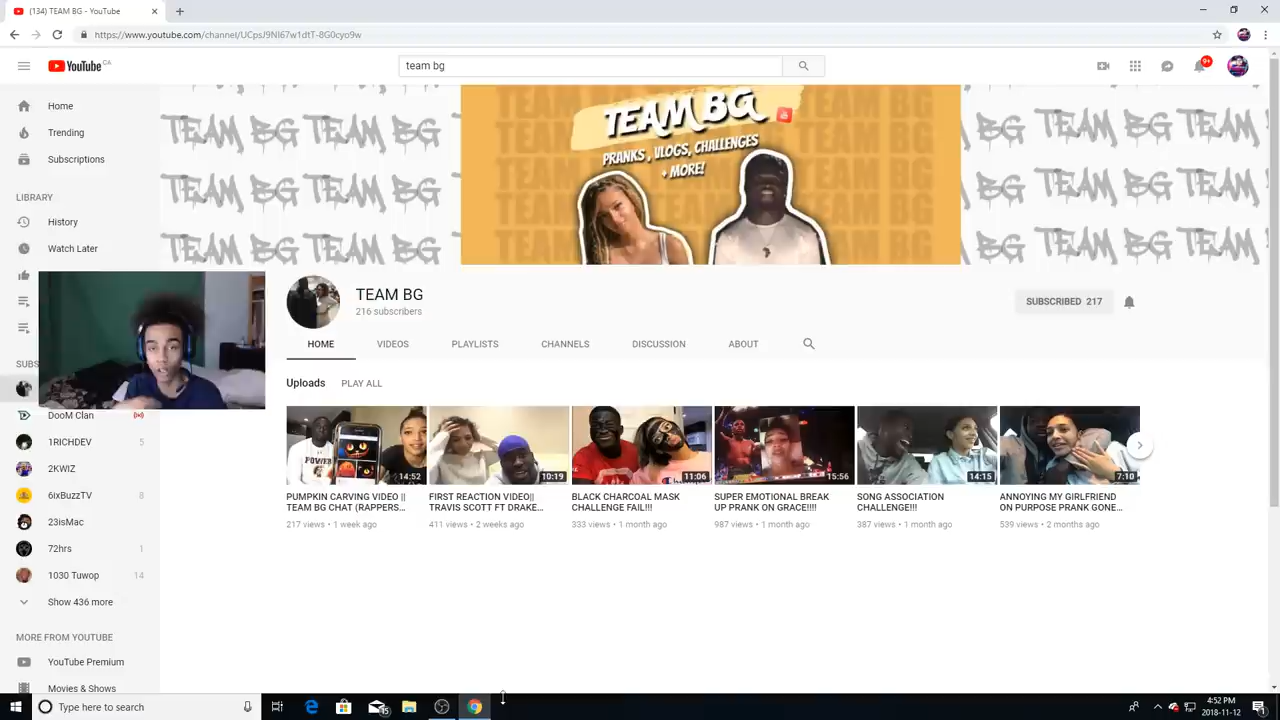 (134) TEAM BG - YouTube
https://www.youtube.com/channel/UCpsJ9Nl67w1dtT-8G0cyo9w
YouTube CA
team bg
9+
Home
Trending
Subscriptions
LIBRARY
History
Watch Later
SUBS
DooM Clan
1RICHDEV 5
2KWIZ
6ixBuzzTV 8
23isMac
72hrs 1
1030 Tuwop 14
Show 436 more
MORE FROM YOUTUBE
YouTube Premium
Movies & Shows
TEAM BG
PRANKS , VLOGS, CHALLENGES
+ MORE!
TEAM BG
216 subscribers
SUBSCRIBED 217
HOME VIDEOS PLAYLISTS CHANNELS DISCUSSION ABOUT
Uploads PLAY ALL
14:52 10:19 11:06 15:56 14:15 7:10
PUMPKIN CARVING VIDEO ||
TEAM BG CHAT (RAPPERS...
217 views • 1 week ago
FIRST REACTION VIDEO||
TRAVIS SCOTT FT DRAKE...
411 views • 2 weeks ago
BLACK CHARCOAL MASK
CHALLENGE FAIL!!!
333 views • 1 month ago
SUPER EMOTIONAL BREAK
UP PRANK ON GRACE!!!!
987 views • 1 month ago
SONG ASSOCIATION
CHALLENGE!!!
387 views • 1 month ago
ANNOYING MY GIRLFRIEND
ON PURPOSE PRANK GONE...
539 views • 2 months ago
Type here to search
15
4:52 PM
2018-11-12
1